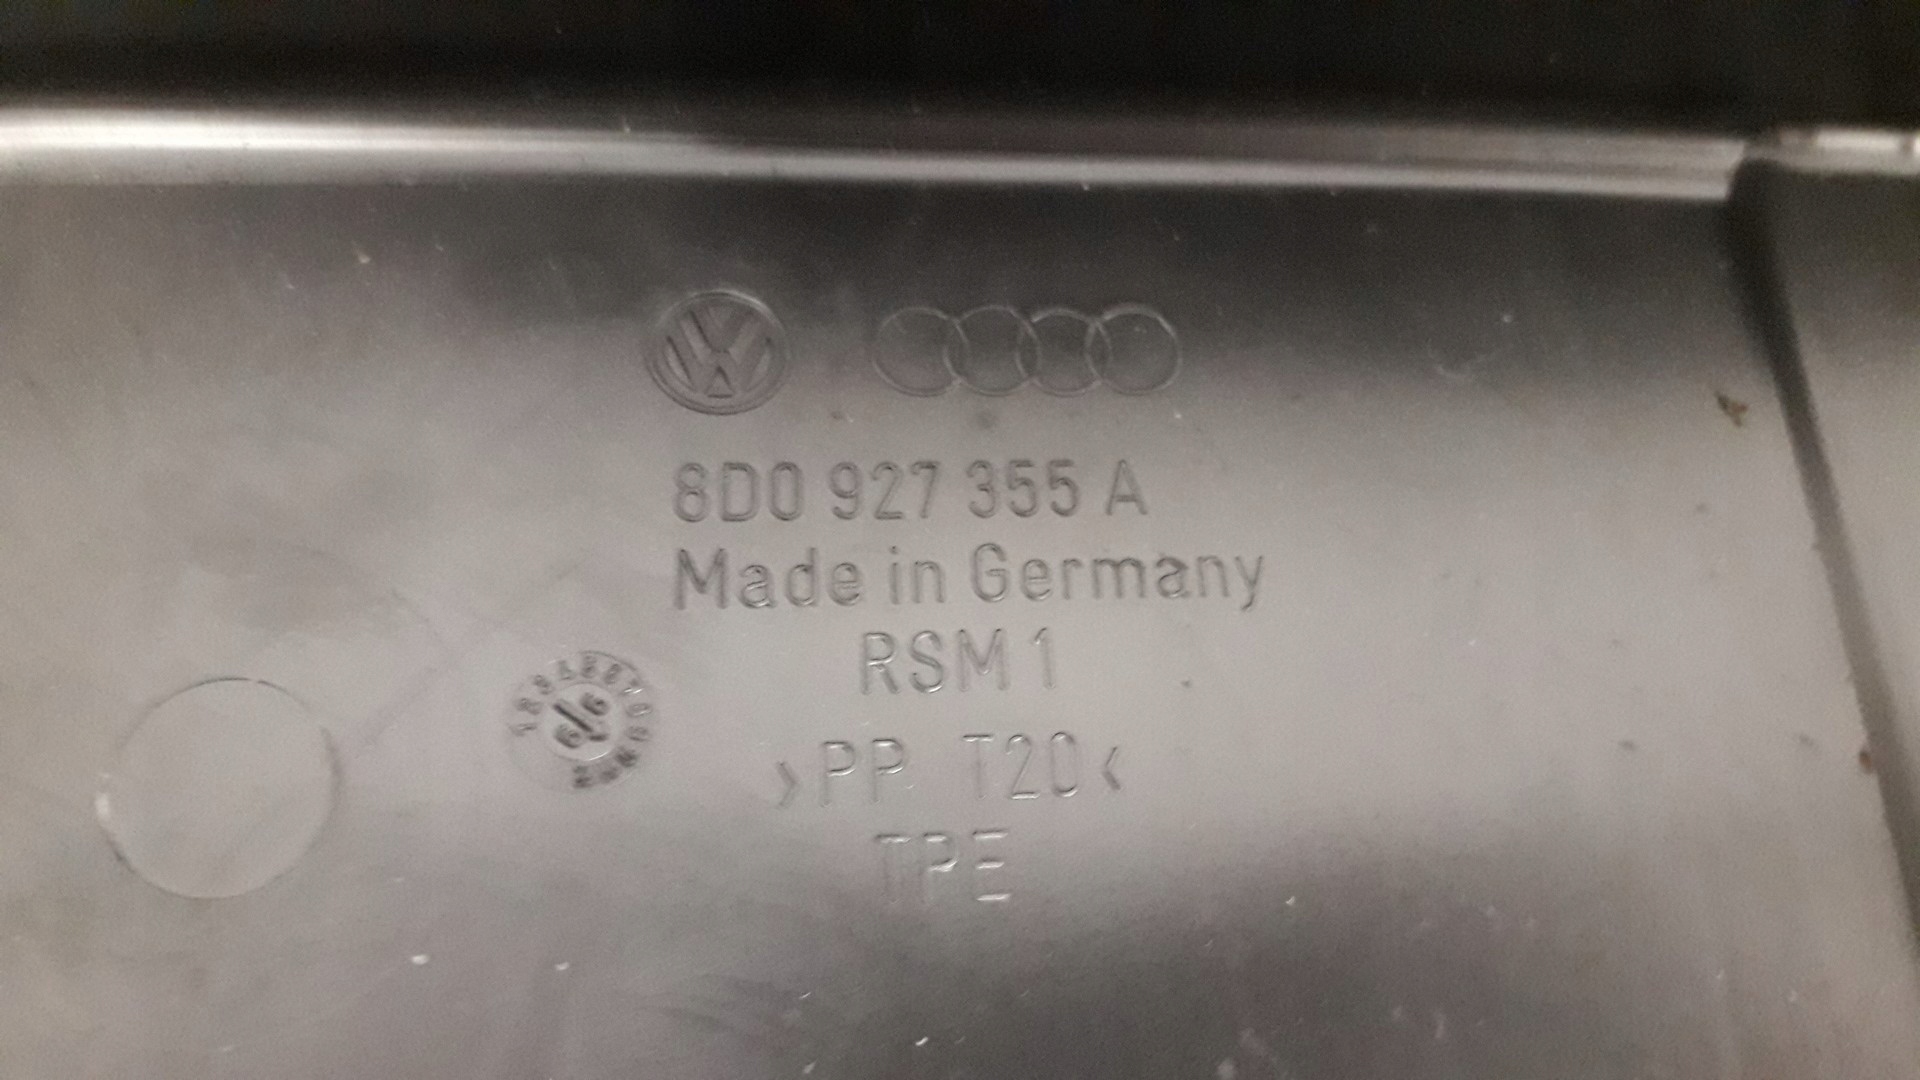 8D0 927 355 A
Made in Germany
RSM 1
>PP T20<
TPE